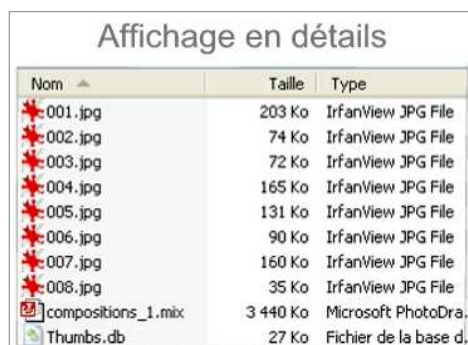 Affichage en détails
Nom Taille Type
001.jpg 203 Ko IrfanView JPG File
002.jpg 74 Ko IrfanView JPG File
003.jpg 72 Ko IrfanView JPG File
004.jpg 165 Ko IrfanView JPG File
005.jpg 131 Ko IrfanView JPG File
006.jpg 90 Ko IrfanView JPG File
007.jpg 160 Ko IrfanView JPG File
008.jpg 35 Ko IrfanView JPG File
compositions_1.mix 3 440 Ko Microsoft PhotoDra.
Thumbs.db 27 Ko Fichier de la base d.